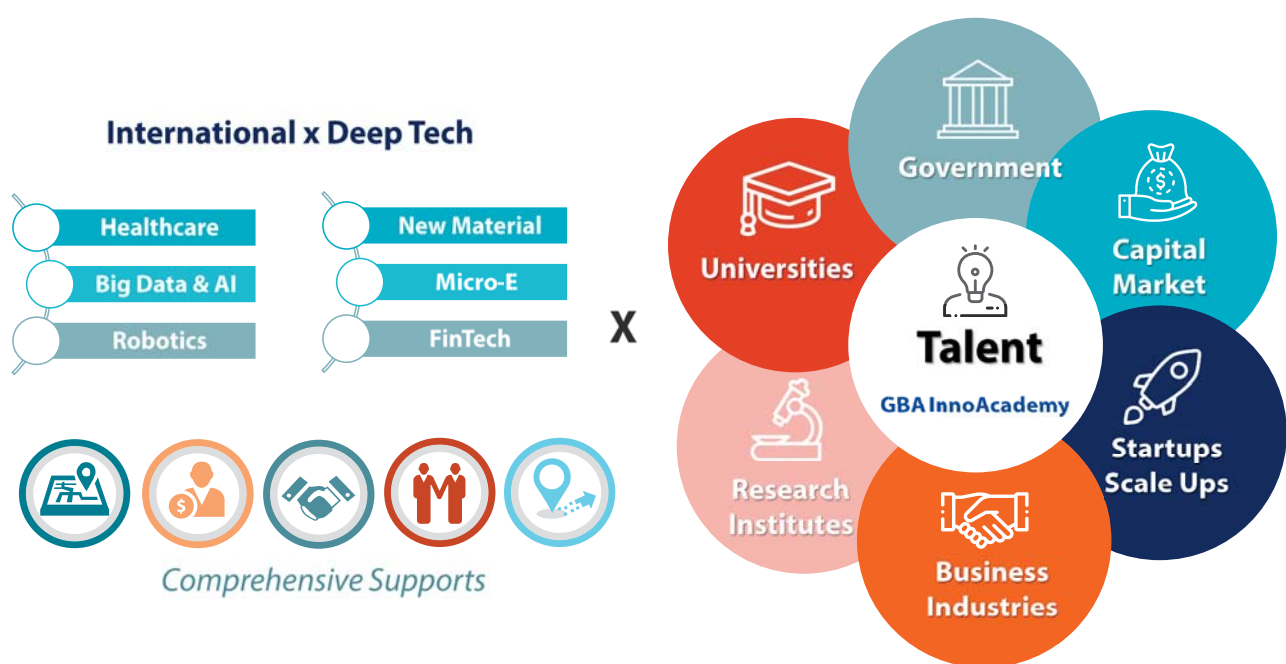 International x Deep Tech
Healthcare
Big Data & AI
Robotics
New Material
Micro-E
FinTech
Comprehensive Supports
X
Government
Universities
Capital
Market
Talent
GBA InnoAcademy
Startups
Scale Ups
Research
Institutes
Business
Industries